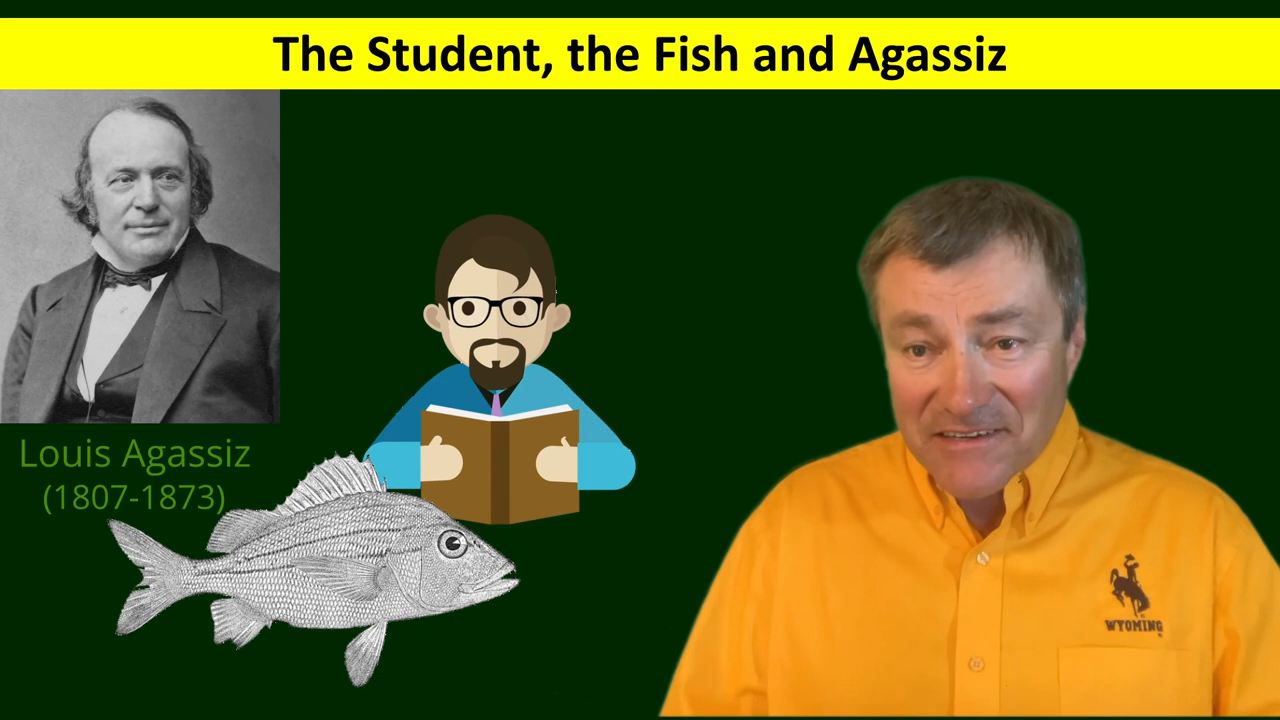 The Student, the Fish and Agassiz
Louis Agassiz
(1807-1873)
WYOMING